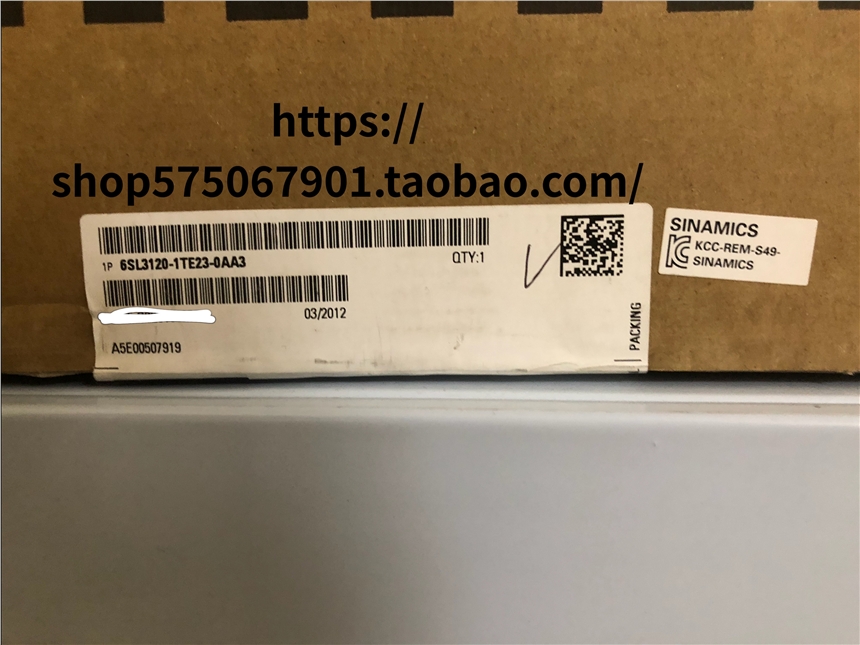 https://
shop575067901.taobao.com/
1P 6SL3120-1TE23-0AA3
QTY:1
03/2012
A5E00507919
PACKING
SINAMICS
KCC-REM-S49-
SINAMICS